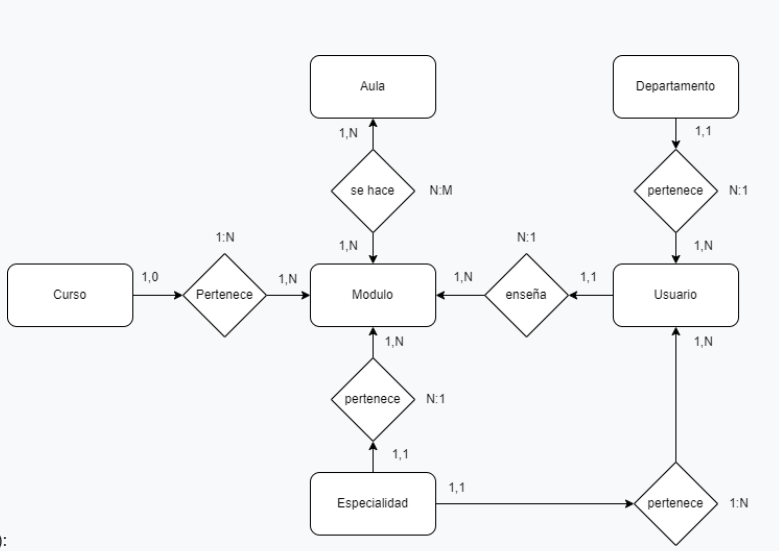 Aula
Departamento
1,N
1,1
se hace
N:M
pertenece
N:1
1:N
1,N
N:1
1,N
Curso
1,0
Pertenece
1,N
Modulo
1,N
enseña
1,1
Usuario
1,N
1,N
pertenece
N:1
1,1
Especialidad
1,1
pertenece
1:N
):